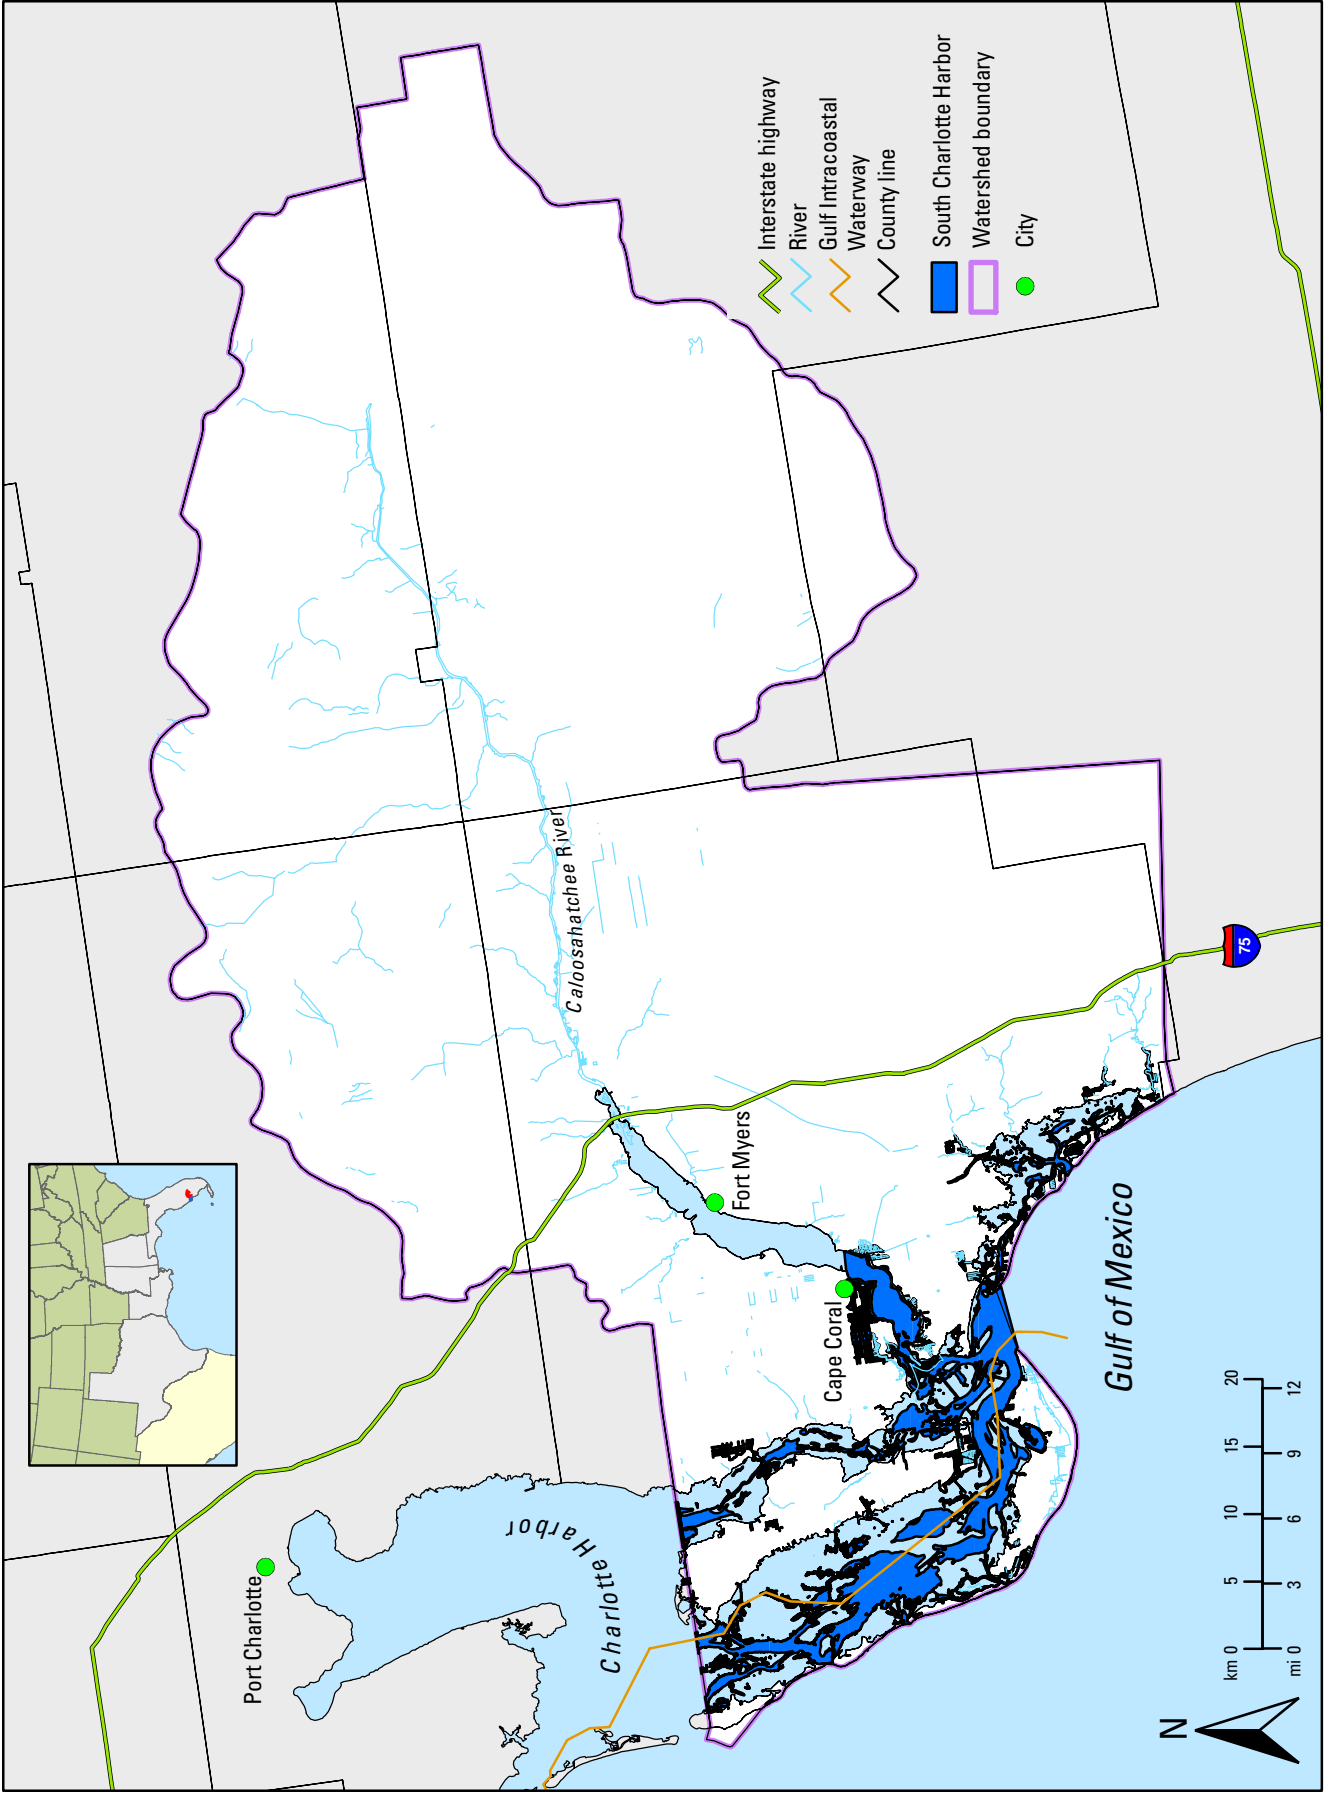 Port Charlotte
Charlotte Harbor
Caloosahatchee River
Fort Myers
Cape Coral
Gulf of Mexico
75
Interstate highway
River
Gulf Intracoastal
Waterway
County line
South Charlotte Harbor
Watershed boundary
City
N
km 0 5 10 15 20
mi 0 3 6 9 12